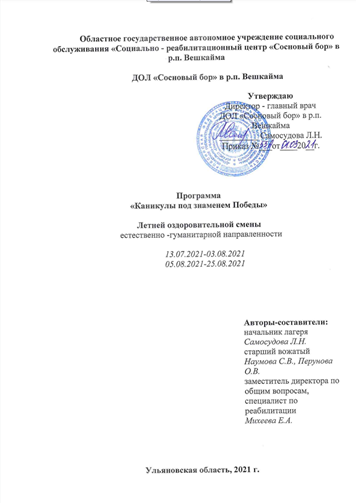 Областное государственное автономное учреждение социального
обслуживания «Социально - реабилитационный центр «Сосновый бор» в
р.п. Вешкайма
ДОЛ «Сосновый бор» в р.п. Вешкайма
Утверждаю
Директор - главный врач
ДОЛ «Сосновый бор» в р.п.
Вешкайма
Самосудова Л.Н.
Приказ № от 2021г.
Программа
«Каникулы под знаменем Победы»
Летней оздоровительной смены
естественно -гуманитарной направленности
13.07.2021-03.08.2021
05.08.2021-25.08.2021
Авторы-составители:
начальник лагеря
Самосудова Л.Н.
старший вожатый
Наумова С.В., Перунова
О.В.
заместитель директора по
общим вопросам,
специалист по
реабилитации
Михеева Е.А.
Ульяновская область, 2021 г.